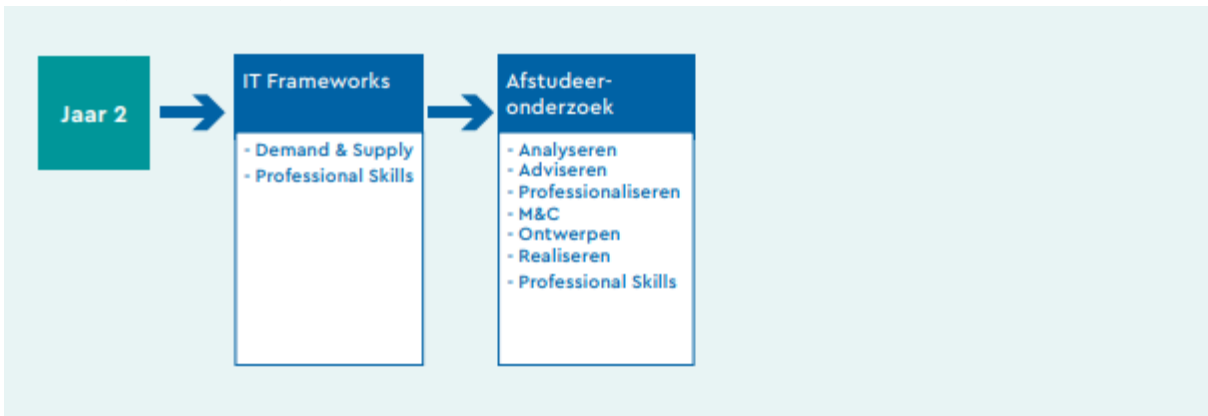 Jaar 2
IT Frameworks
- Demand & Supply
- Professional Skills
Afstudeer-
onderzoek
- Analyseren
- Adviseren
- Professionaliseren
- M&C
- Ontwerpen
- Realiseren
- Professional Skills